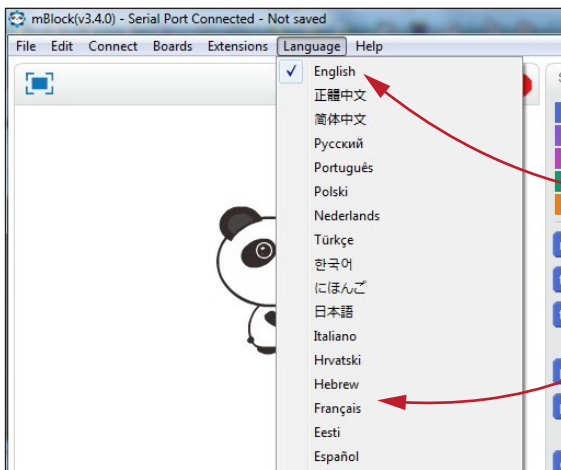 mBlock(v3.4.0) - Serial Port Connected - Not saved
File Edit Connect Boards Extensions Language Help
English
正體中文
简体中文
Русский
Português
Polski
Nederlands
Türkçe
한국어
にほんご
日本語
Italiano
Hrvatski
Hebrew
Français
Eesti
Español